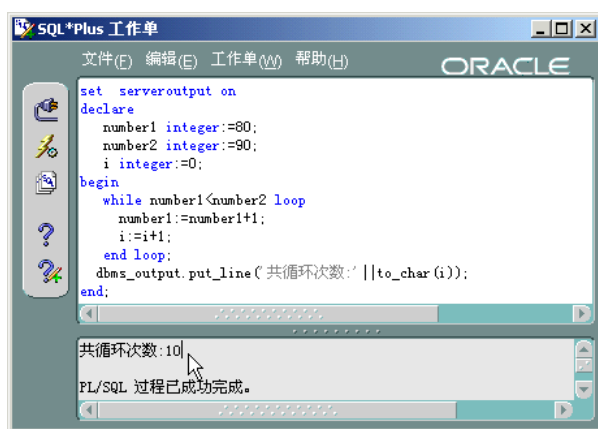 SQL*Plus 工作单
文件(F) 编辑(E) 工作单(W) 帮助(H)
ORACLE
set serveroutput on
declare
number1 integer:=80;
number2 integer:=90;
i integer:=0;
begin
while number1<number2 loop
number1:=number1+1;
i:=i+1;
end loop;
dbms_output.put_line('共循环次数:'||to_char(i));
end;
共循环次数:10
PL/SQL 过程已成功完成。